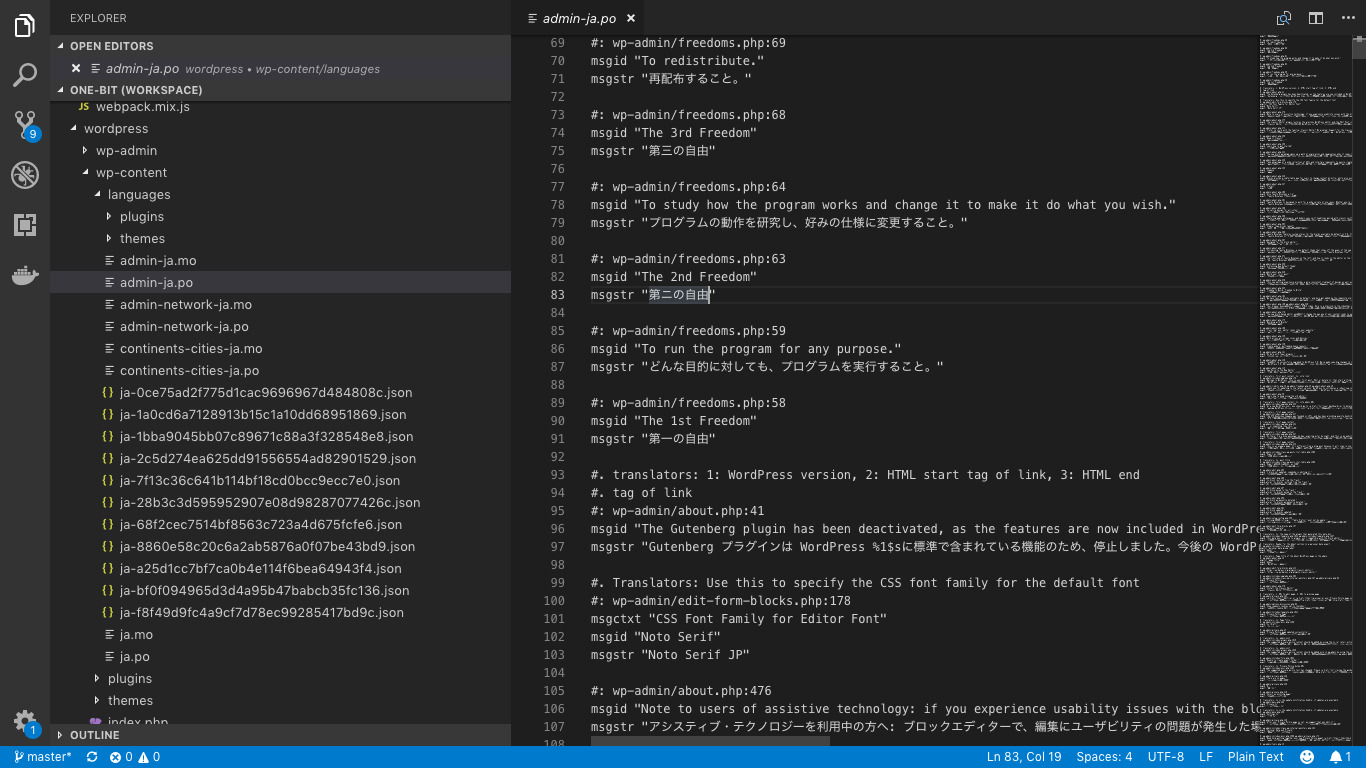 EXPLORER
OPEN EDITORS
admin-ja.po wordpress • wp-content/languages
ONE-BIT (WORKSPACE)
JS webpack.mix.js
wordpress
wp-admin
wp-content
languages
plugins
themes
admin-ja.mo
admin-ja.po
admin-network-ja.mo
admin-network-ja.po
continents-cities-ja.mo
continents-cities-ja.po
{} ja-0ce75ad2f775d1cac9696967d484808c.json
{} ja-1a0cd6a7128913b15c1a10dd68951869.json
{} ja-1bba9045bb07c89671c88a3f328548e8.json
{} ja-2c5d274ea625dd91556554ad82901529.json
{} ja-7f13c36c641b114bf18cd0bcc9ecc7e0.json
{} ja-28b3c3d595952907e08d98287077426c.json
{} ja-68f2cec7514bf8563c723a4d675fcfe6.json
{} ja-8860e58c20c6a2ab5876a0f07be43bd9.json
{} ja-a25d1cc7bf7ca0b4e114f6bea64943f4.json
{} ja-bf0f094965d3d4a95b47babcb35fc136.json
{} ja-f8f49d9fc4a9cf7d78ec99285417bd9c.json
ja.mo
ja.po
plugins
themes
index.php
OUTLINE
9
1
admin-ja.po
69 #: wp-admin/freedoms.php:69
70 msgid "To redistribute."
71 msgstr "再配布すること。"
72
73 #: wp-admin/freedoms.php:68
74 msgid "The 3rd Freedom"
75 msgstr "第三の自由"
76
77 #: wp-admin/freedoms.php:64
78 msgid "To study how the program works and change it to make it do what you wish."
79 msgstr "プログラムの動作を研究し、好みの仕様に変更すること。"
80
81 #: wp-admin/freedoms.php:63
82 msgid "The 2nd Freedom"
83 msgstr "第ニの自由"
84
85 #: wp-admin/freedoms.php:59
86 msgid "To run the program for any purpose."
87 msgstr "どんな目的に対しても、プログラムを実行すること。"
88
89 #: wp-admin/freedoms.php:58
90 msgid "The 1st Freedom"
91 msgstr "第一の自由"
92
93 #. translators: 1: WordPress version, 2: HTML start tag of link, 3: HTML end
94 #. tag of link
95 #: wp-admin/about.php:41
96 msgid "The Gutenberg plugin has been deactivated, as the features are now included in WordPre
97 msgstr "Gutenberg プラグインは WordPress %1$sに標準で含まれている機能のため、停止しました。今後の WordP
98
99 #. Translators: Use this to specify the CSS font family for the default font
100 #: wp-admin/edit-form-blocks.php:178
101 msgctxt "CSS Font Family for Editor Font"
102 msgid "Noto Serif"
103 msgstr "Noto Serif JP"
104
105 #: wp-admin/about.php:476
106 msgid "Note to users of assistive technology: if you experience usability issues with the blo
107 msgstr "アシスティブ・テクノロジーを利用中の方へ: ブロックエディターで、編集にユーザビリティの問題が発生した場
108
master* 0 0 Ln 83, Col 19 Spaces: 4 UTF-8 LF Plain Text 1